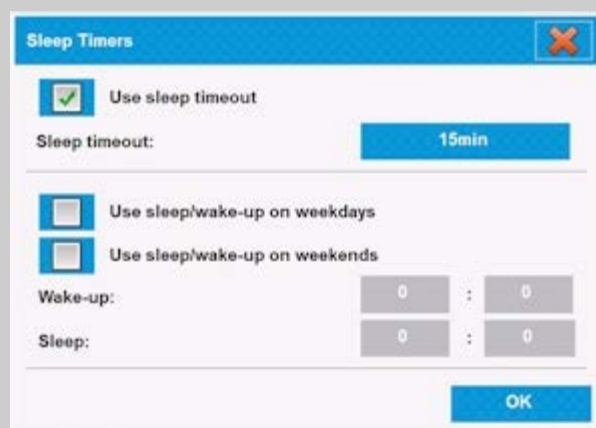 Sleep Timers
Use sleep timeout
Sleep timeout: 15min
Use sleep/wake-up on weekdays
Use sleep/wake-up on weekends
Wake-up: 0 : 0
Sleep: 0 : 0
OK